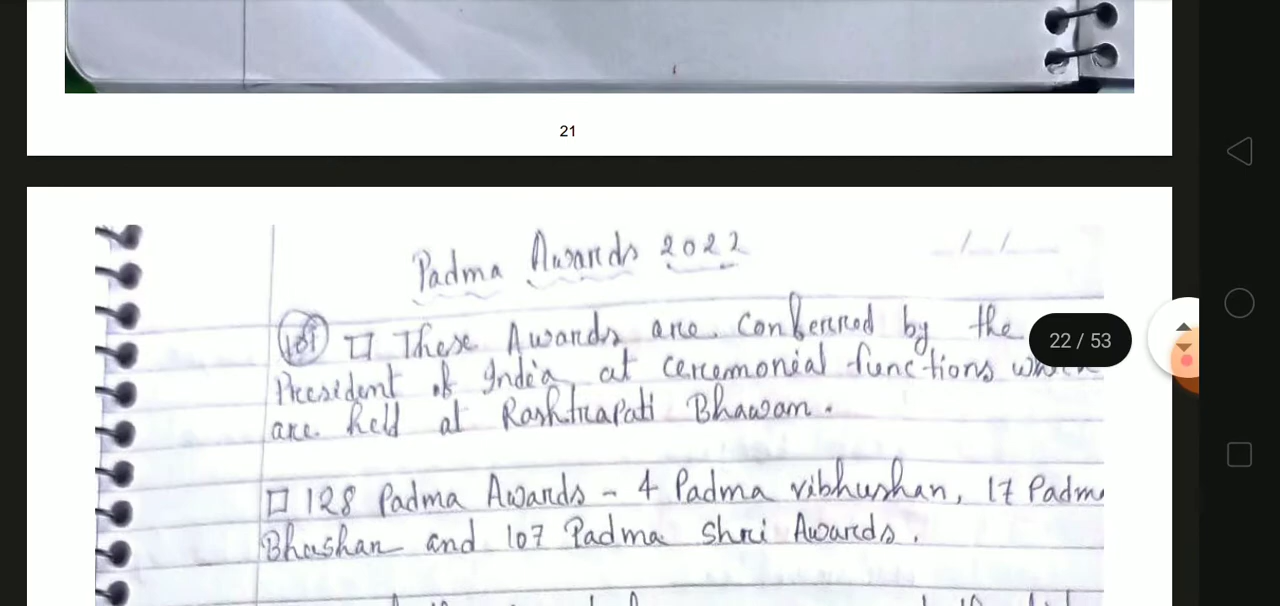 21
Padma Awards 2022
These Awards are conferred by the
22 / 53
President of India at ceremonial functions
are held at Rashtrapati Bhawan.
128 Padma Awards - 4 Padma vibhushan, 17 Padm
Bhushan and 107 Padma Shri Awards.